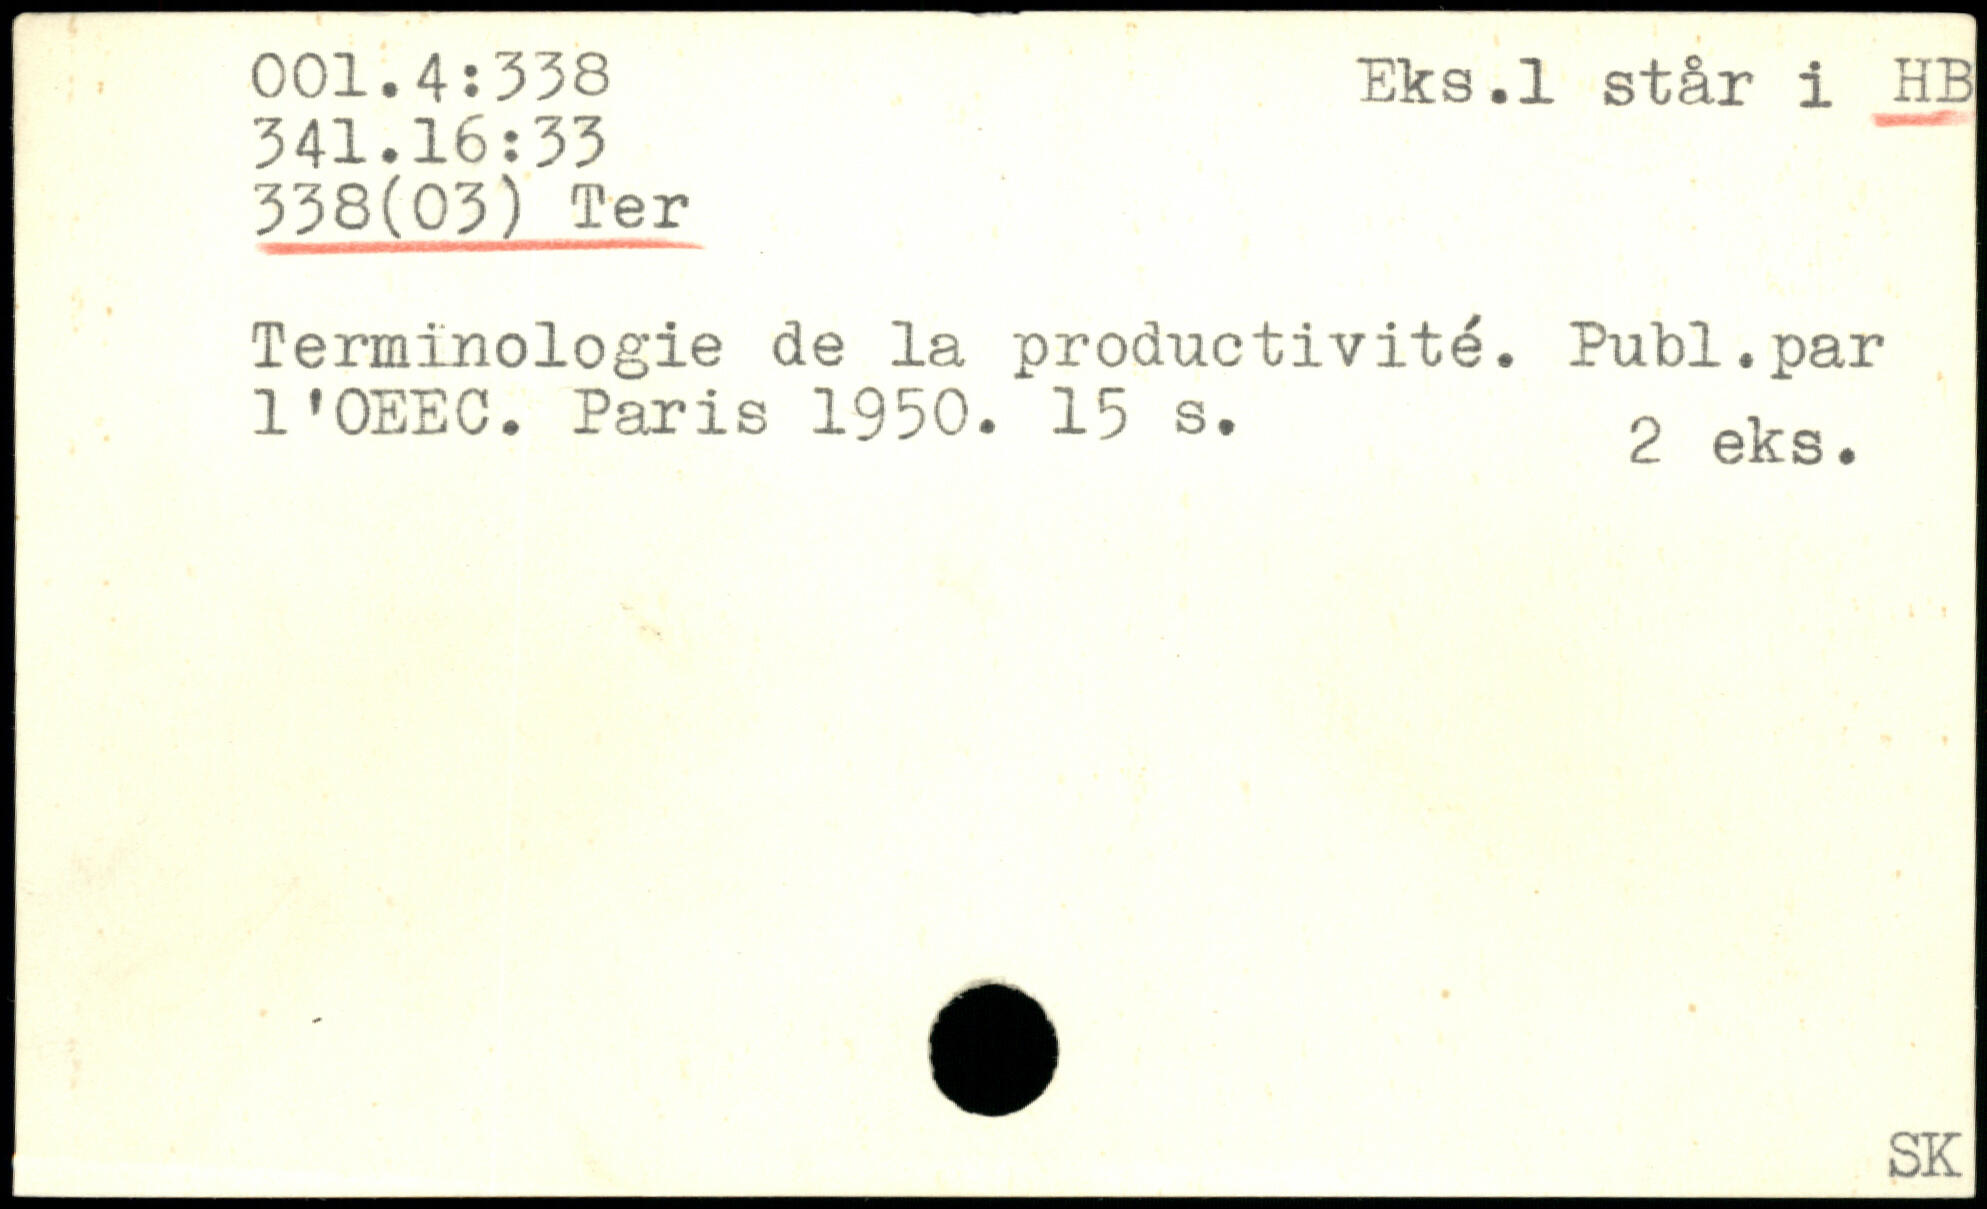 001.4:338
Eks.1 står i HB
341.16:33
338(03) Ter
Terminologie de la productivité. Publ.par
l'OEEC. Paris 1950. 15 s.
2 eks.
SK